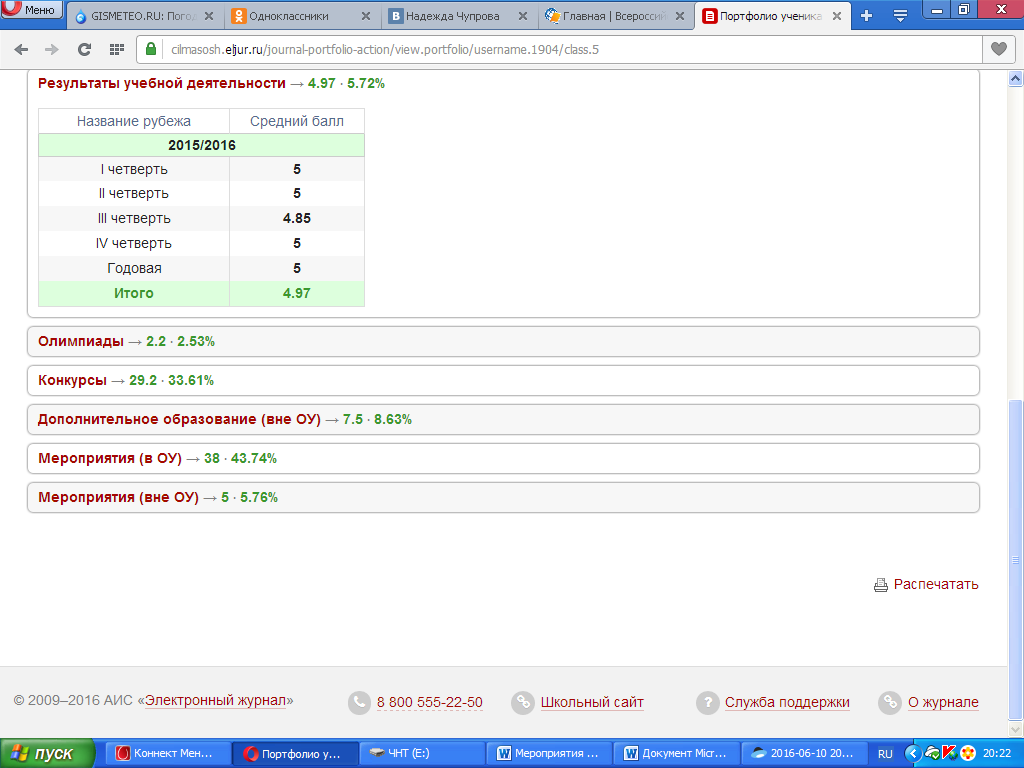 Меню
GISMETEO.RU: Пого
Одноклассники
Надежда Чупрова
Главная | Всероссий
Портфолио ученика
cilmasosh.eljur.ru/journal-portfolio-action/view.portfolio/username.1904/class.5
Результаты учебной деятельности → 4.97 · 5.72%
Название рубежа Средний балл
2015/2016
I четверть 5
II четверть 5
III четверть 4.85
IV четверть 5
Годовая 5
Итого 4.97
Олимпиады → 2.2 · 2.53%
Конкурсы → 29.2 · 33.61%
Дополнительное образование (вне ОУ) → 7.5 · 8.63%
Мероприятия (в ОУ) → 38 · 43.74%
Мероприятия (вне ОУ) → 5 · 5.76%
Распечатать
© 2009–2016 АИС «Электронный журнал» 8 800 555-22-50 Школьный сайт Служба поддержки О журнале
пуск Коннект Мен... Портфолио у... ЧНТ (E:) Мероприятия ... Документ Micr... 2016-06-10 20... RU 20:22